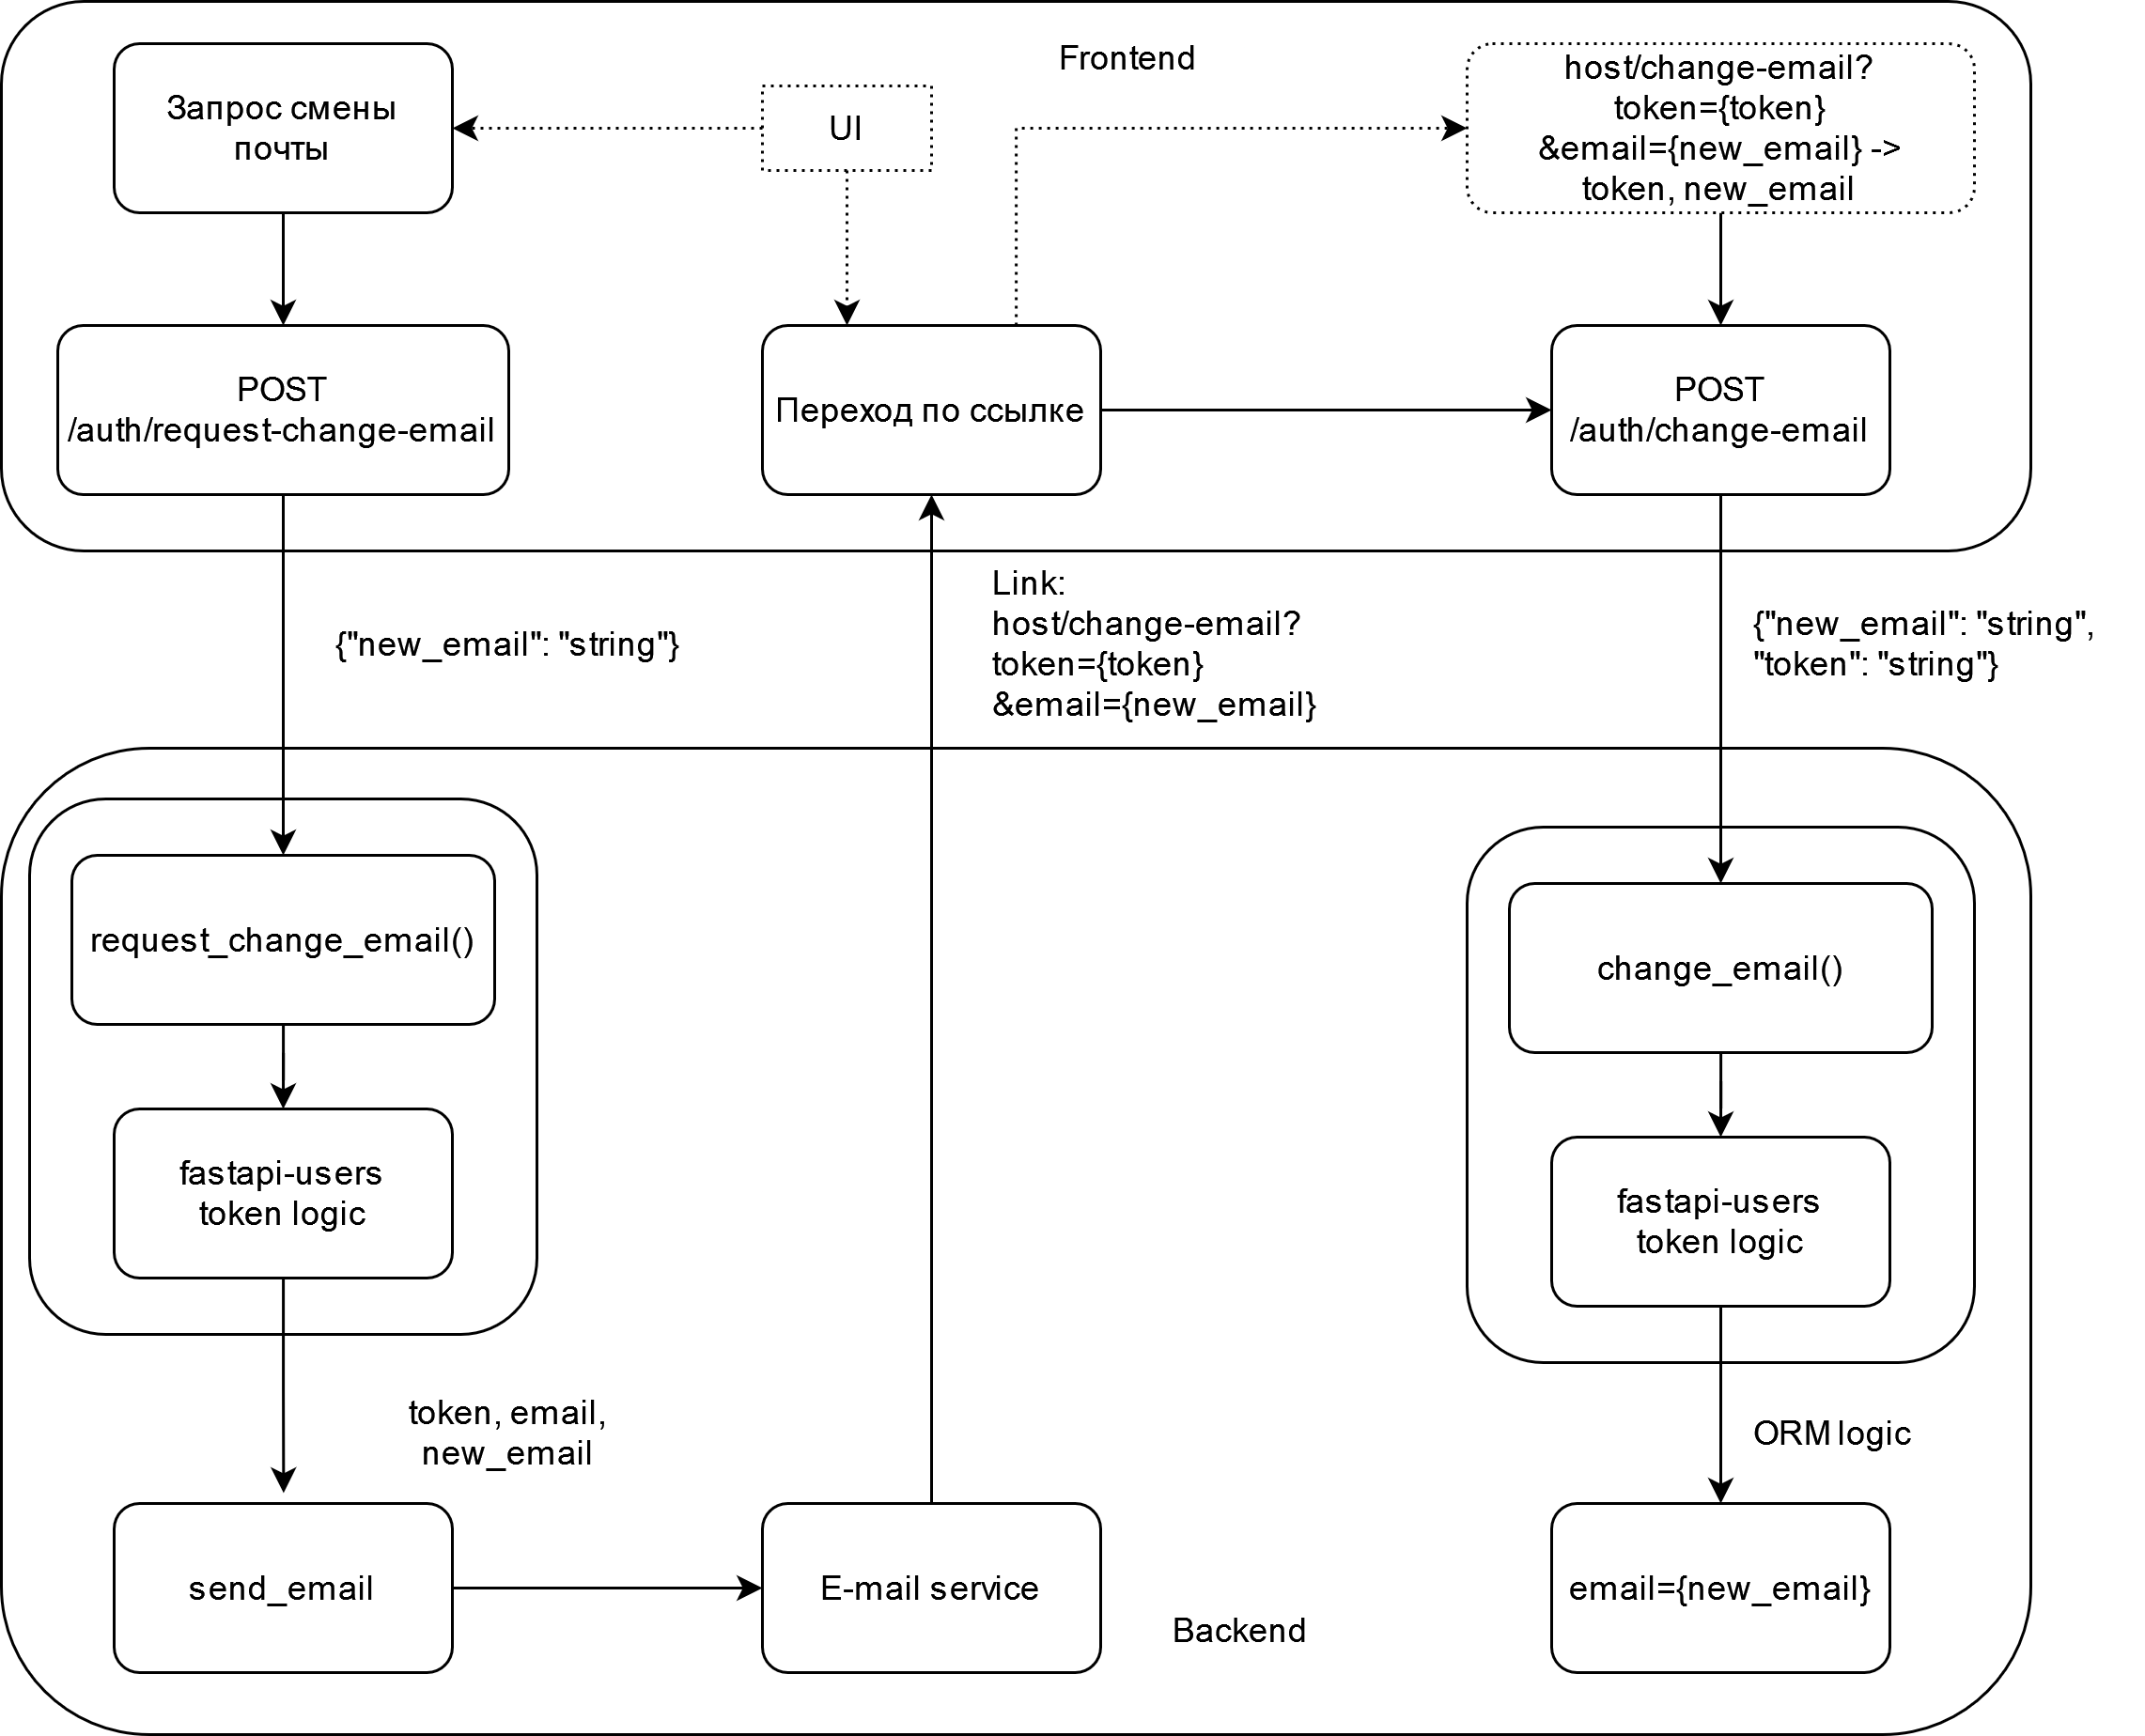 Frontend
Запрос смены
почты
UI
host/change-email?
token={token}
&email={new_email} ->
token, new_email
POST
/auth/request-change-email
Переход по ссылке
POST
/auth/change-email
{"new_email": "string"}
Link:
host/change-email?
token={token}
&email={new_email}
{"new_email": "string",
"token": "string"}
request_change_email()
change_email()
fastapi-users
token logic
fastapi-users
token logic
token, email,
new_email
ORM logic
send_email
E-mail service
email={new_email}
Backend